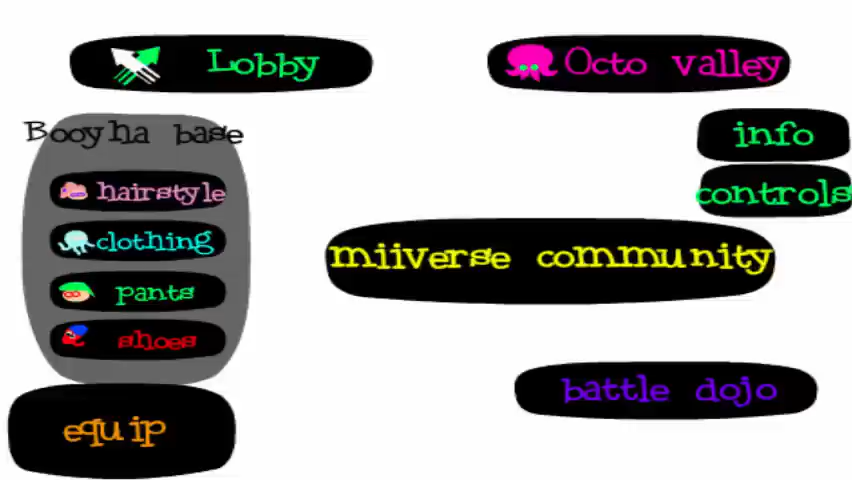 Lobby
Octo valley
Booyha base
info
hairstyle
controls
clothing
miiverse community
pants
shoes
battle dojo
equip